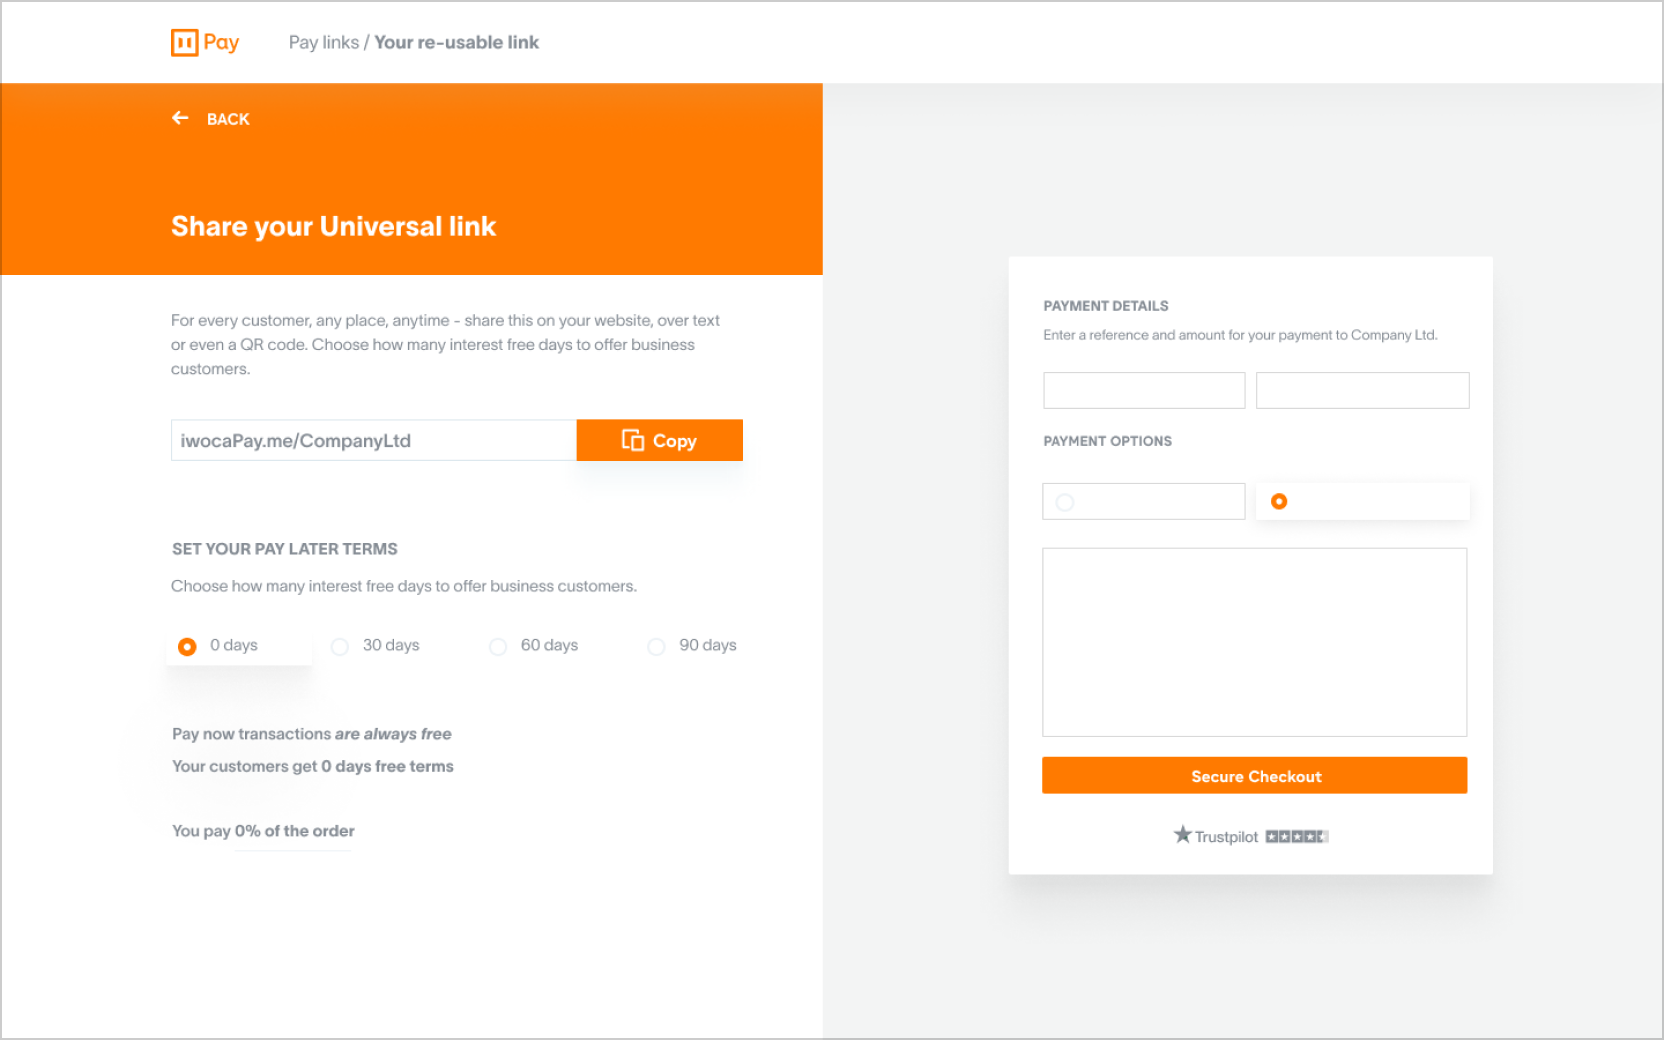 Pay
Pay links / Your re-usable link
BACK
Share your Universal link
For every customer, any place, anytime - share this on your website, over text
or even a QR code. Choose how many interest free days to offer business
customers.
iwocaPay.me/CompanyLtd
Copy
SET YOUR PAY LATER TERMS
Choose how many interest free days to offer business customers.
0 days
30 days
60 days
90 days
Pay now transactions are always free
Your customers get 0 days free terms
You pay 0% of the order
PAYMENT DETAILS
Enter a reference and amount for your payment to Company Ltd.
PAYMENT OPTIONS
Secure Checkout
Trustpilot